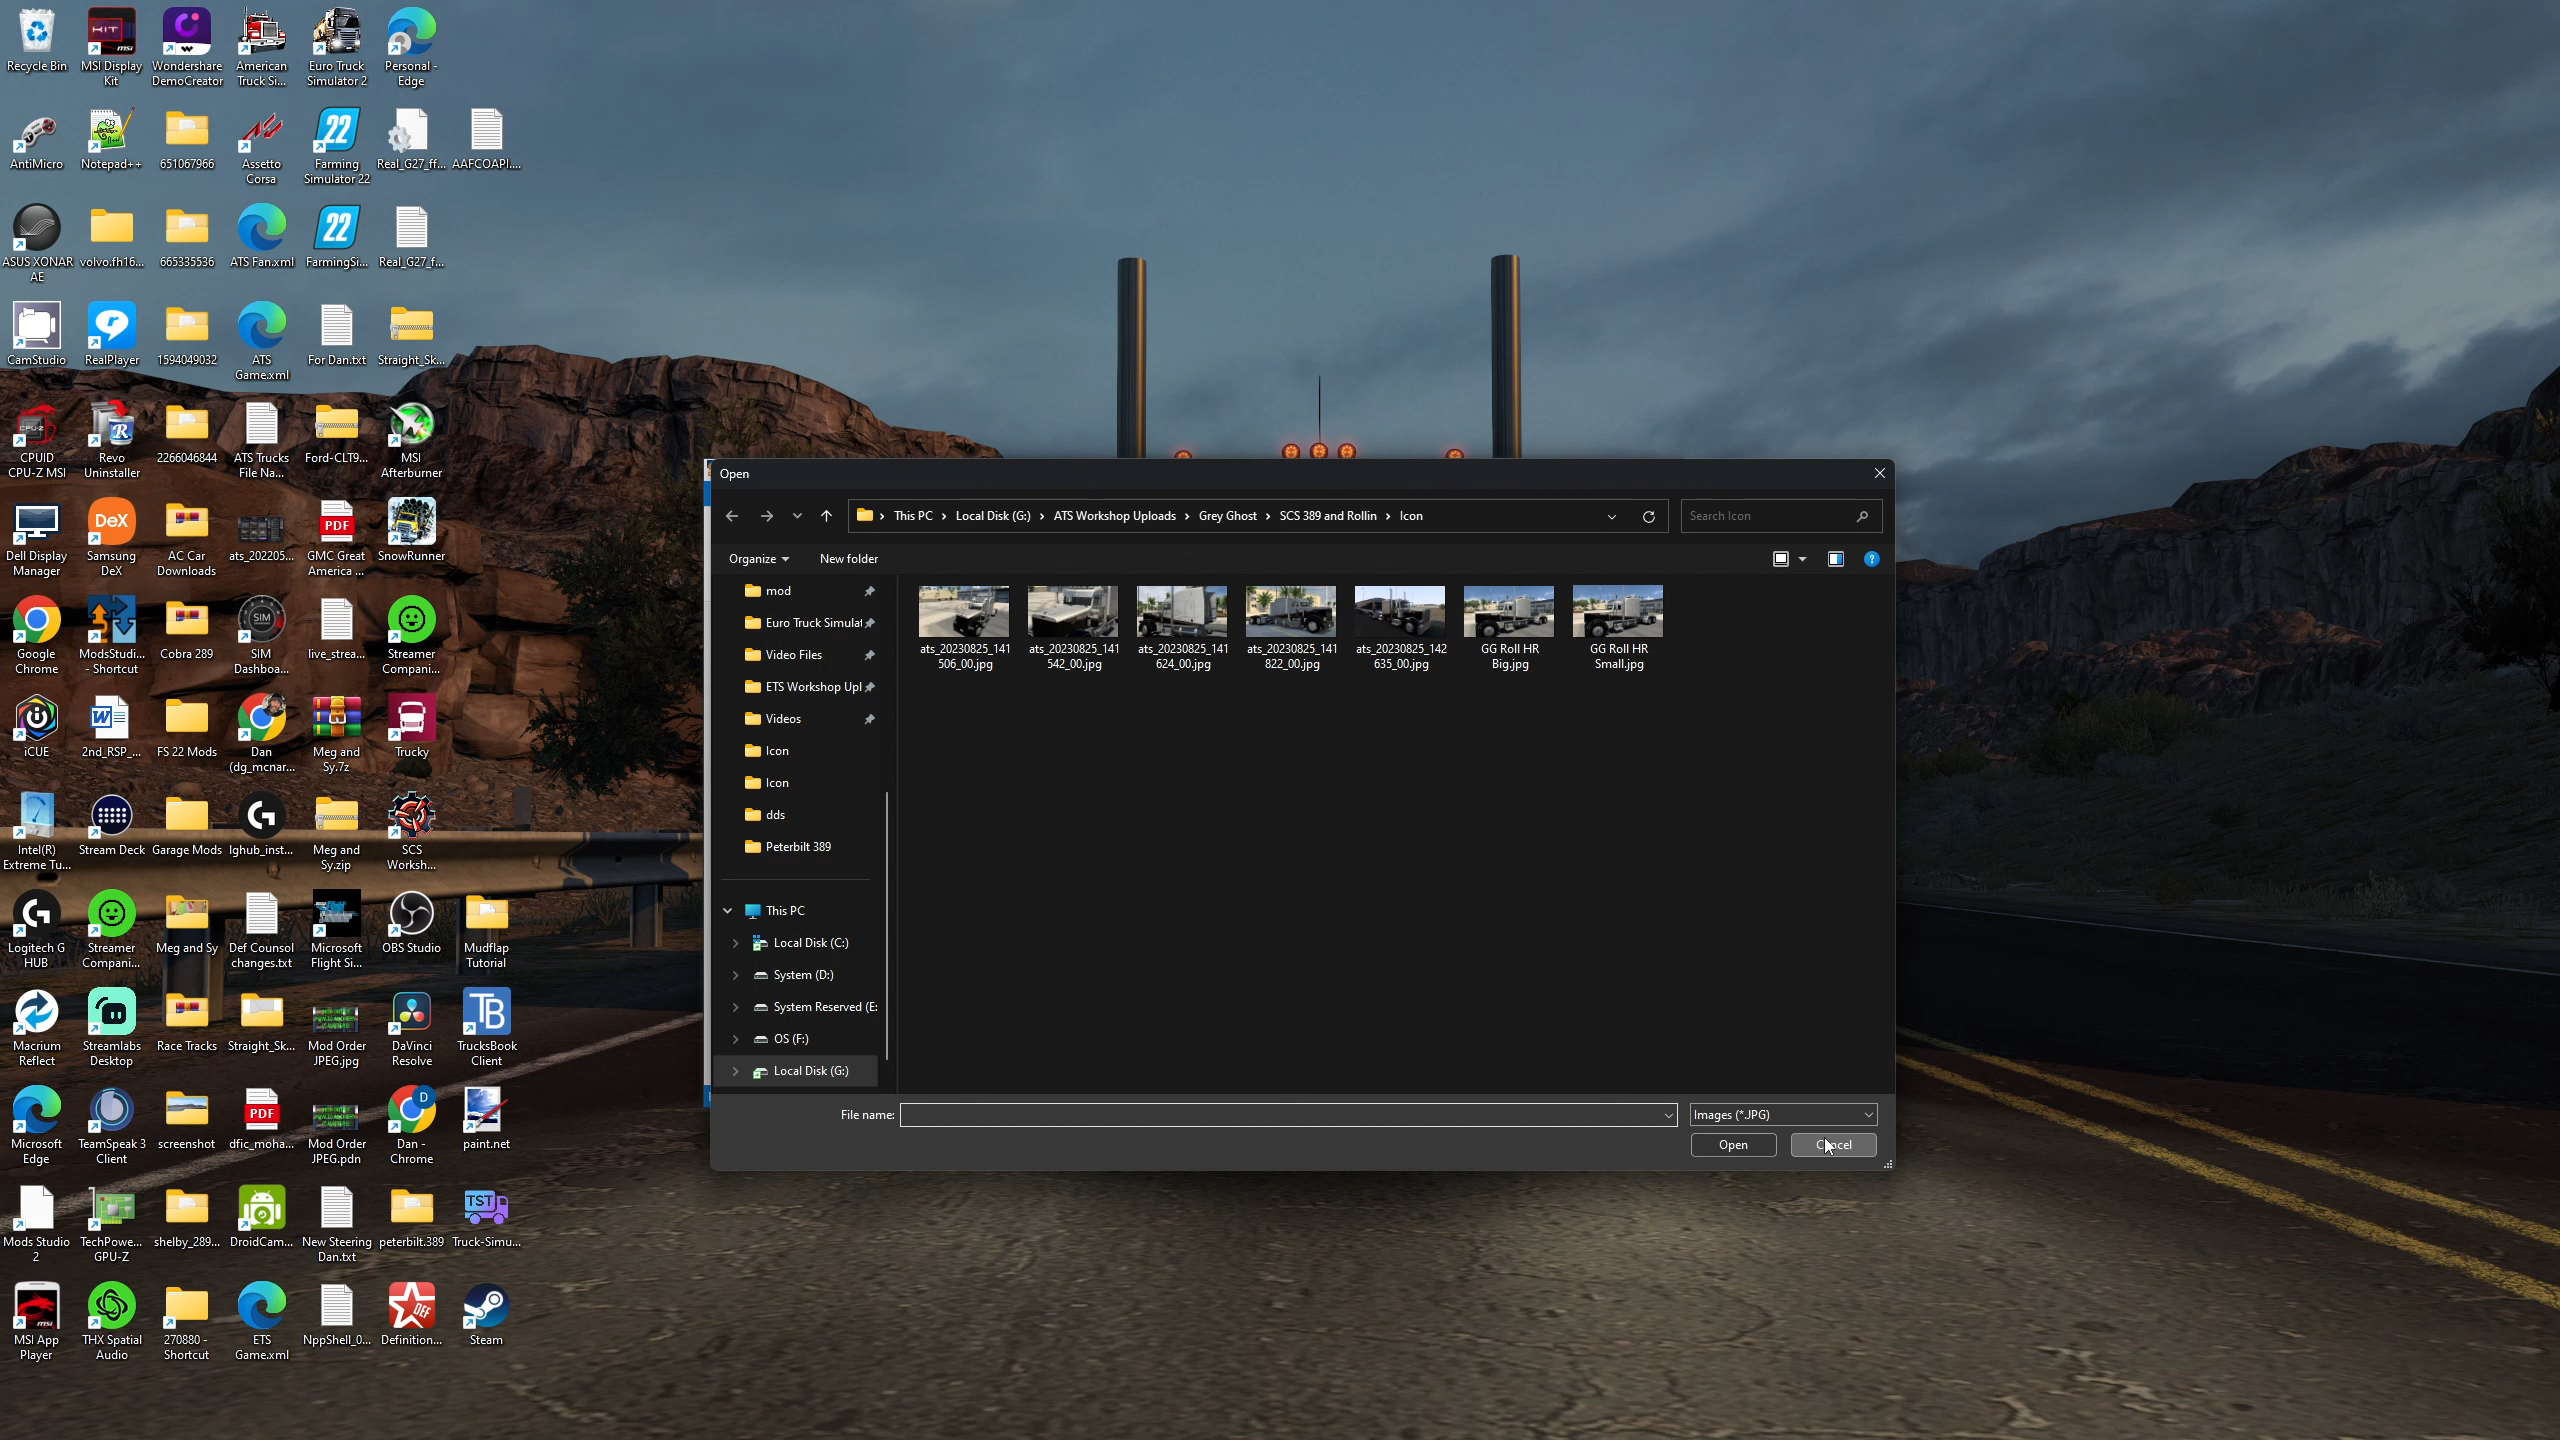 Recycle Bin
MSI Display
Kit
Wondershare
DemoCreator
American
Truck Si...
Euro Truck
Simulator 2
Personal -
Edge
AntiMicro
Notepad++
651067966
Assetto
Corsa
Farming
Simulator 22
Real_G27_ff...
AAFCOAPI....
ASUS XONAR
AE
volvo.fh16...
665335536
ATS Fan.xml
FarmingSi...
Real_G27_f...
CamStudio
RealPlayer
1594049032
ATS
Game.xml
For Dan.txt
Straight_Sk...
CPUID
CPU-Z MSI
Revo
Uninstaller
2266046844
ATS Trucks
File Na...
Ford-CLT9...
MSI
Afterburner
Dell Display
Manager
Samsung
DeX
AC Car
Downloads
ats_202205...
GMC Great
America ...
SnowRunner
Google
Chrome
ModsStudi...
- Shortcut
Cobra 289
SIM
Dashboa...
live_strea...
Streamer
Compani...
iCUE
2nd_RSP_...
FS 22 Mods
Dan
(dg_mcnar...
Meg and
Sy.7z
Trucky
Intel(R)
Extreme Tu...
Stream Deck
Garage Mods
lghub_inst...
Meg and
Sy.zip
SCS
Worksh...
Logitech G
HUB
Streamer
Compani...
Meg and Sy
Def Counsol
changes.txt
Microsoft
Flight Si...
OBS Studio
Mudflap
Tutorial
Macrium
Reflect
Streamlabs
Desktop
Race Tracks
Straight_Sk...
Mod Order
JPEG.jpg
DaVinci
Resolve
TrucksBook
Client
Microsoft
Edge
TeamSpeak 3
Client
screenshot
dfic_moha...
Mod Order
JPEG.pdn
Dan -
Chrome
paint.net
Mods Studio
2
TechPowe...
GPU-Z
shelby_289...
DroidCam...
New Steering
Dan.txt
peterbilt.389
Truck-Simu...
MSI App
Player
THX Spatial
Audio
270880 -
Shortcut
ETS
Game.xml
NppShell_0...
Definition...
Steam
Open
This PC › Local Disk (G:) › ATS Workshop Uploads › Grey Ghost › SCS 389 and Rollin › Icon
Search Icon
Organize
New folder
mod
Euro Truck Simulat
Video Files
ETS Workshop Upl
Videos
Icon
Icon
dds
Peterbilt 389
This PC
Local Disk (C:)
System (D:)
System Reserved (E:
OS (F:)
Local Disk (G:)
ats_20230825_141
506_00.jpg
ats_20230825_141
542_00.jpg
ats_20230825_141
624_00.jpg
ats_20230825_141
822_00.jpg
ats_20230825_142
635_00.jpg
GG Roll HR
Big.jpg
GG Roll HR
Small.jpg
File name:
Images (*.JPG)
Open
Cancel